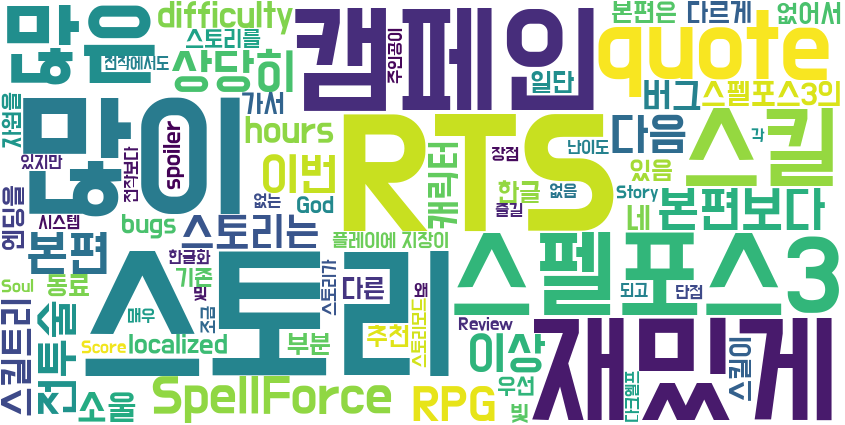 많은
전작에서도
difficulty
스토리를
상당히
캠페인
주인공이
일단
본편은
다르게
없어서
quote
버그
스펠포스3의
자원을
많이
가서
hours
spoiler
있지만
전작보다
이번
RTS
캐릭터
장점
한글
즐길
다음
난이도
각
스킬
있음
없음
Story
네
본편보다
엔딩을
시스템
본편
bugs
없는
God
스토리는
플레이에 지장이
한글화
기존
빛
Soul
동료
스토리
매우
조금
다른
스토리가
왜
스토리모드
추천
스펠포스3
되고
단점
Review
스킬트리
전투술
Score
localized
부분
이상
재밌게
스킬이
소울
SpellForce
RPG
우선
빛
다크엘프